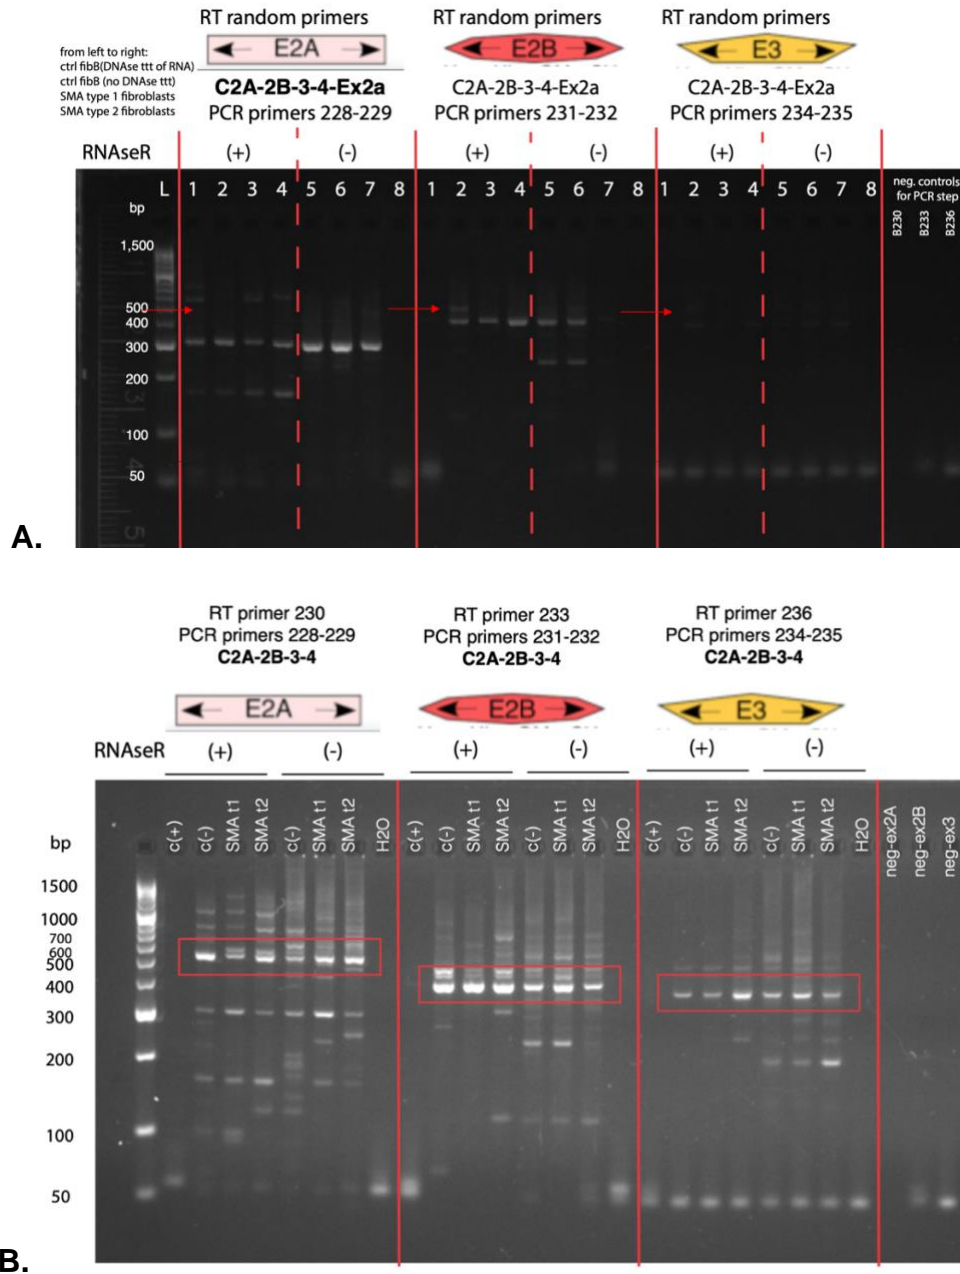 RT random primers
E2A
C2A-2B-3-4-Ex2a
PCR primers 228-229
RT random primers
E2B
C2A-2B-3-4-Ex2a
PCR primers 231-232
RT random primers
E3
C2A-2B-3-4-Ex2a
PCR primers 234-235
from left to right:
ctrl fibB(DNAse ttt of RNA)
ctrl fibB (no DNAse ttt)
SMA type 1 fibroblasts
SMA type 2 fibroblasts
RNAseR (+) (-) (+) (-) (+) (-)
L 1 2 3 4 5 6 7 8 1 2 3 4 5 6 7 8 1 2 3 4 5 6 7 8
neg. controls
for PCR step
B230 B233 B236
bp
1,500
500
400
300
200
100
50
A.
RT primer 230
PCR primers 228-229
C2A-2B-3-4
E2A
RT primer 233
PCR primers 231-232
C2A-2B-3-4
E2B
RT primer 236
PCR primers 234-235
C2A-2B-3-4
E3
RNAseR (+) (-) (+) (-) (+) (-)
c(+) c(-) SMA t1 SMA t2 c(-) SMA t1 SMA t2 H2O
c(+) c(-) SMA t1 SMA t2 c(-) SMA t1 SMA t2 H2O
c(+) c(-) SMA t1 SMA t2 c(-) SMA t1 SMA t2 H2O
neg-ex2A neg-ex2B neg-ex3
bp
1500
1000
700
600
500
400
300
200
100
50
B.